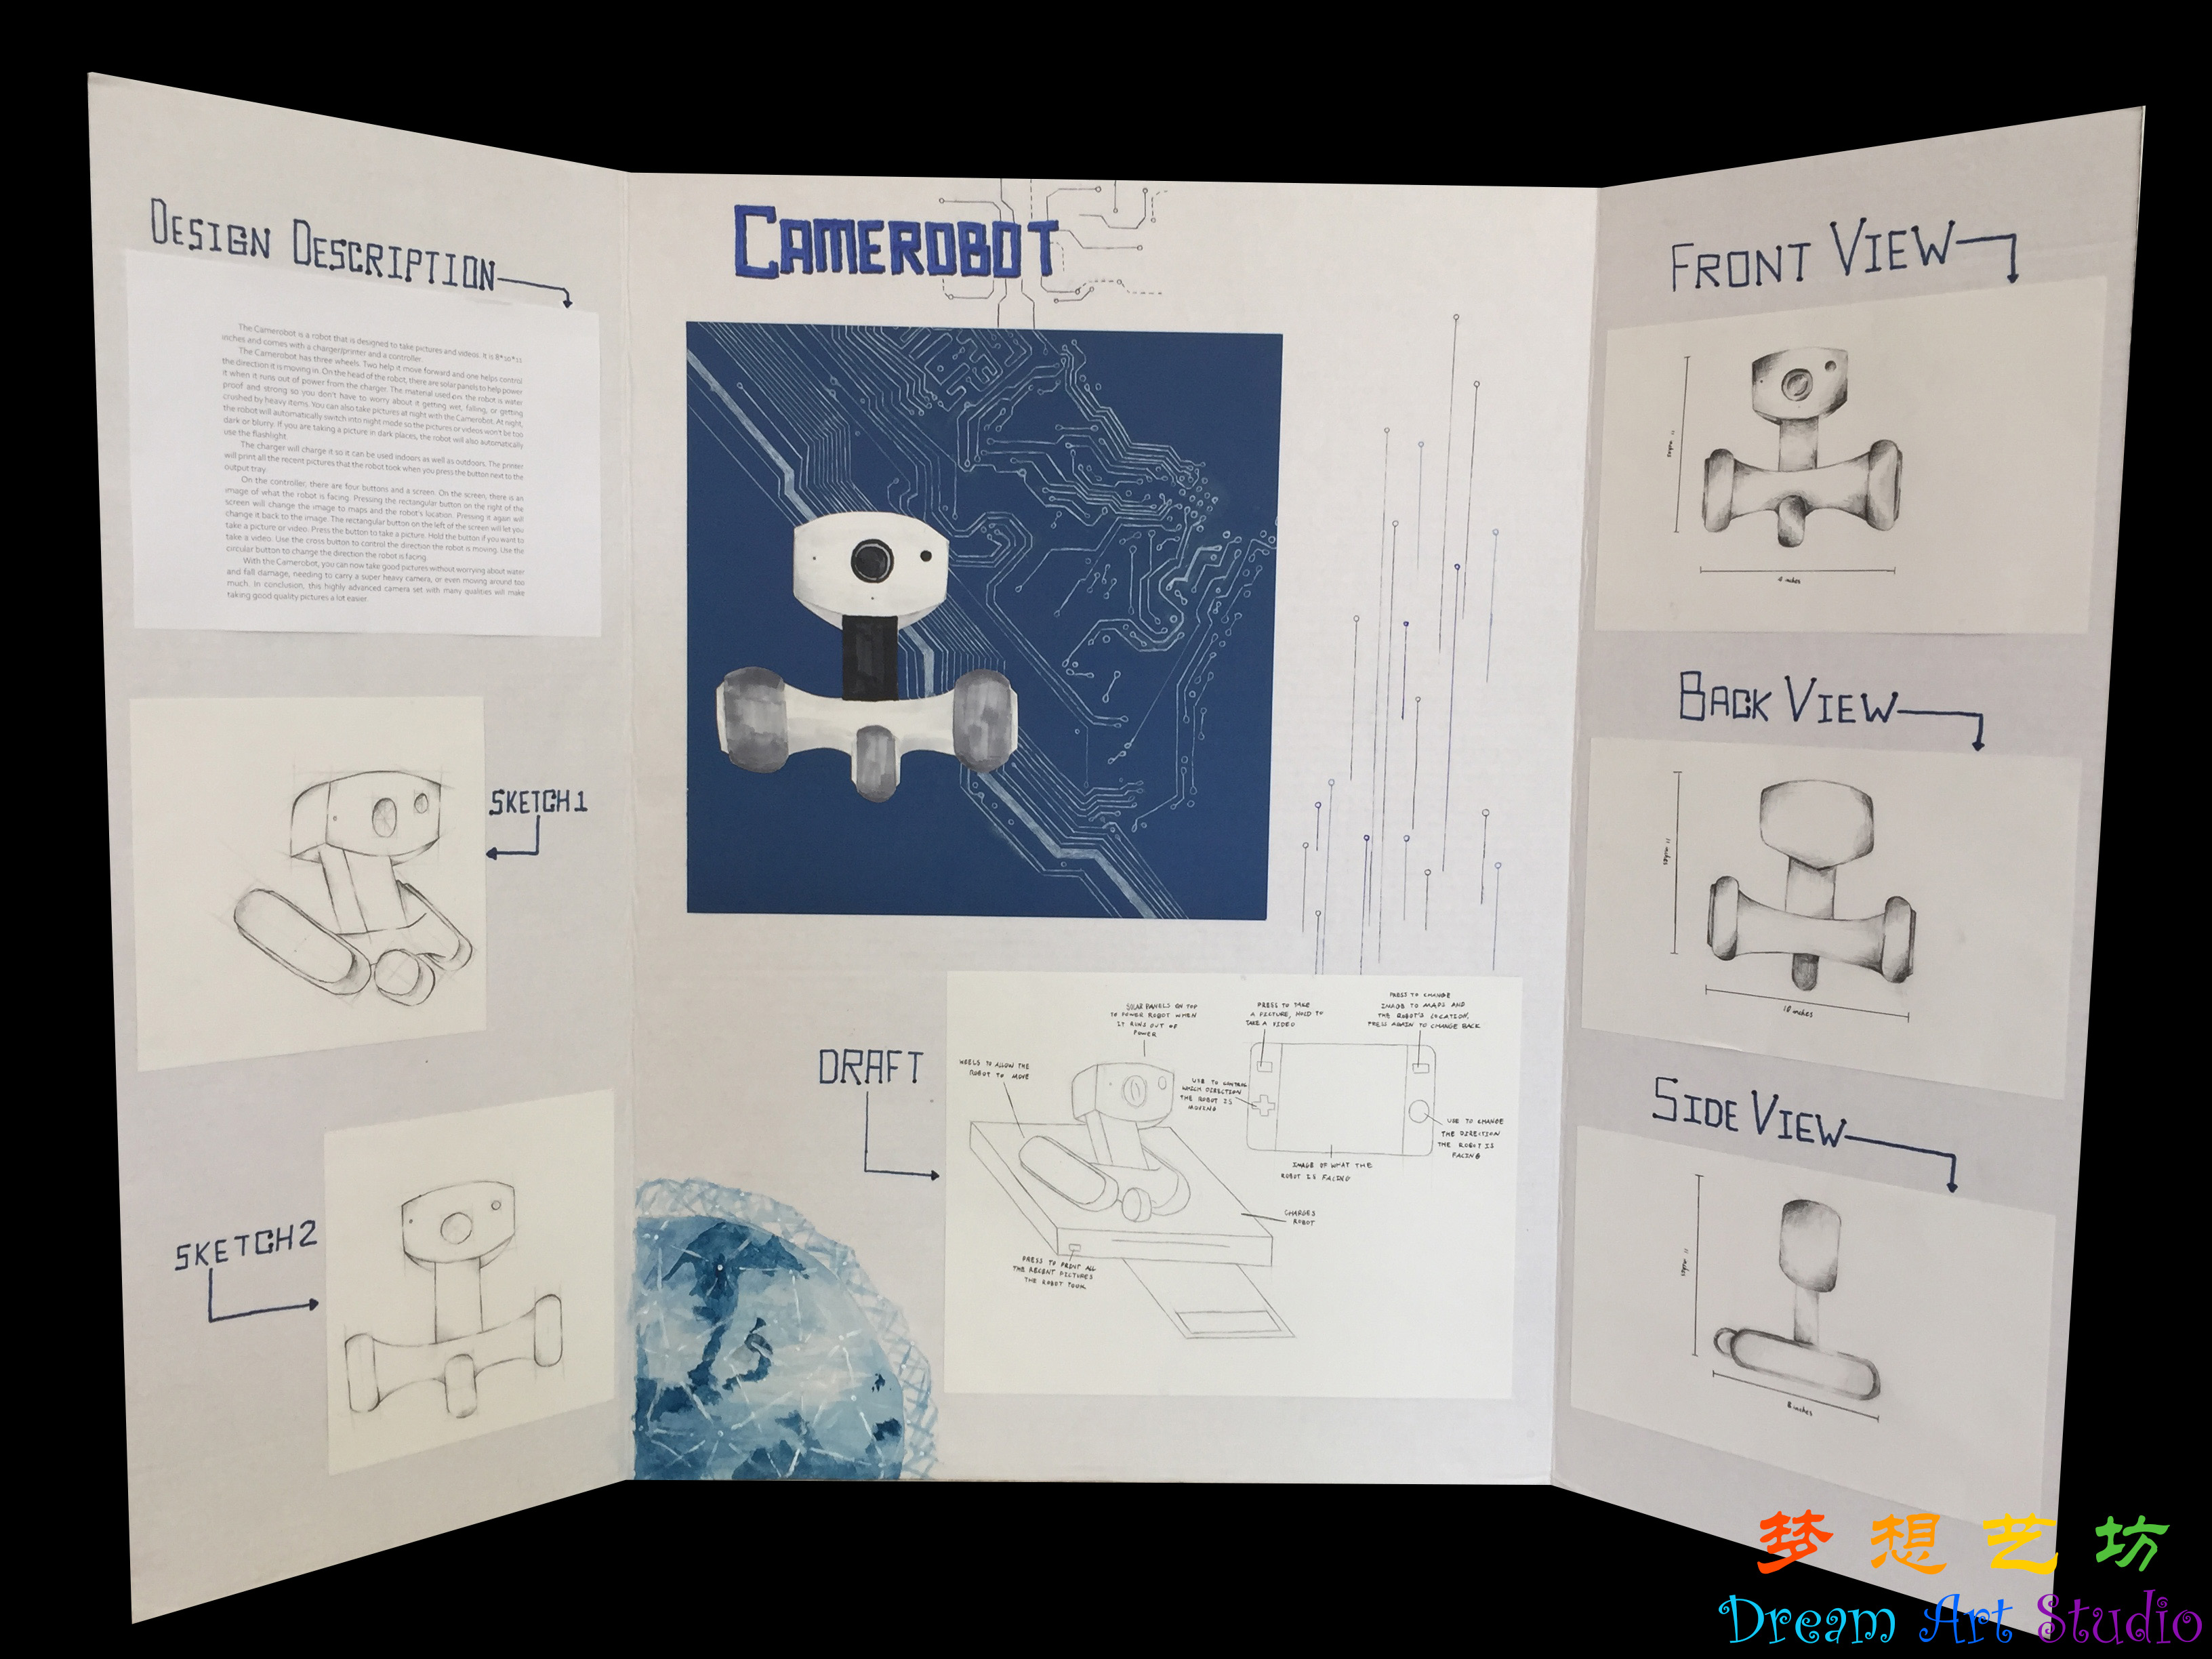 DESIGN DESCRIPTION
The Camerobot is a robot that is designed to take pictures and videos. It is 8*10*11
inches and comes with a charger/printer and a controller.
The Camerobot has three wheels. Two help it move forward and one helps control
the direction it is moving in. On the head of the robot, there are solar panels to help power
it when it runs out of power from the charger. The material used on the robot is water
proof and strong so you don't have to worry about it getting wet, falling, or getting
crushed by heavy items. You can also take pictures at night with the Camerobot. At night,
the robot will automatically switch into night mode so the pictures or videos won't be too
dark or blurry. If you are taking a picture in dark places, the robot will also automatically
use the flashlight.
The charger will charge it so it can be used indoors as well as outdoors. The printer
will print all the recent pictures that the robot took when you press the button next to the
output tray.
On the controller, there are four buttons and a screen. On the screen, there is an
image of what the robot is facing. Pressing the rectangular button on the right of the
screen will change the image to maps and the robot's location. Pressing it again will
change it back to the image. The rectangular button on the left of the screen will let you
take a picture or video. Press the button to take a picture. Hold the button if you want to
take a video. Use the cross button to control the direction the robot is moving. Use the
circular button to change the direction the robot is facing.
With the Camerobot, you can now take good pictures without worrying about water
and fall damage, needing to carry a super heavy camera, or even moving around too
much. In conclusion, this highly advanced camera set with many qualities will make
taking good quality pictures a lot easier.
SKETCH1
SKETCH2
CAMEROBOT
DRAFT
SOLAR PANELS ON TOP
TO POWER ROBOT WHEN
IT RUNS OUT OF
POWER
WEELS TO ALLOW THE
ROBOT TO MOVE
PRESS TO TAKE
A PICTURE, HOLD TO
TAKE A VIDEO
PRESS TO CHANGE
IMAGE TO MAPS AND
THE ROBOT'S LOCATION,
PRESS AGAIN TO CHANGE BACK
USE TO CONTROL
WHICH DIRECTION
THE ROBOT IS
MOVING
USE TO CHANGE
THE DIRECTION
THE ROBOT IS
FACING
IMAGE OF WHAT THE
ROBOT IS FACING
CHARGES
ROBOT
PRESS TO PRINT ALL
THE RECENT PICTURES
THE ROBOT TOOK
FRONT VIEW
11 inches
inches
BACK VIEW
11 inches
10 inches
SIDE VIEW
11 inches
8 inches
梦想艺坊
Dream Art Studio